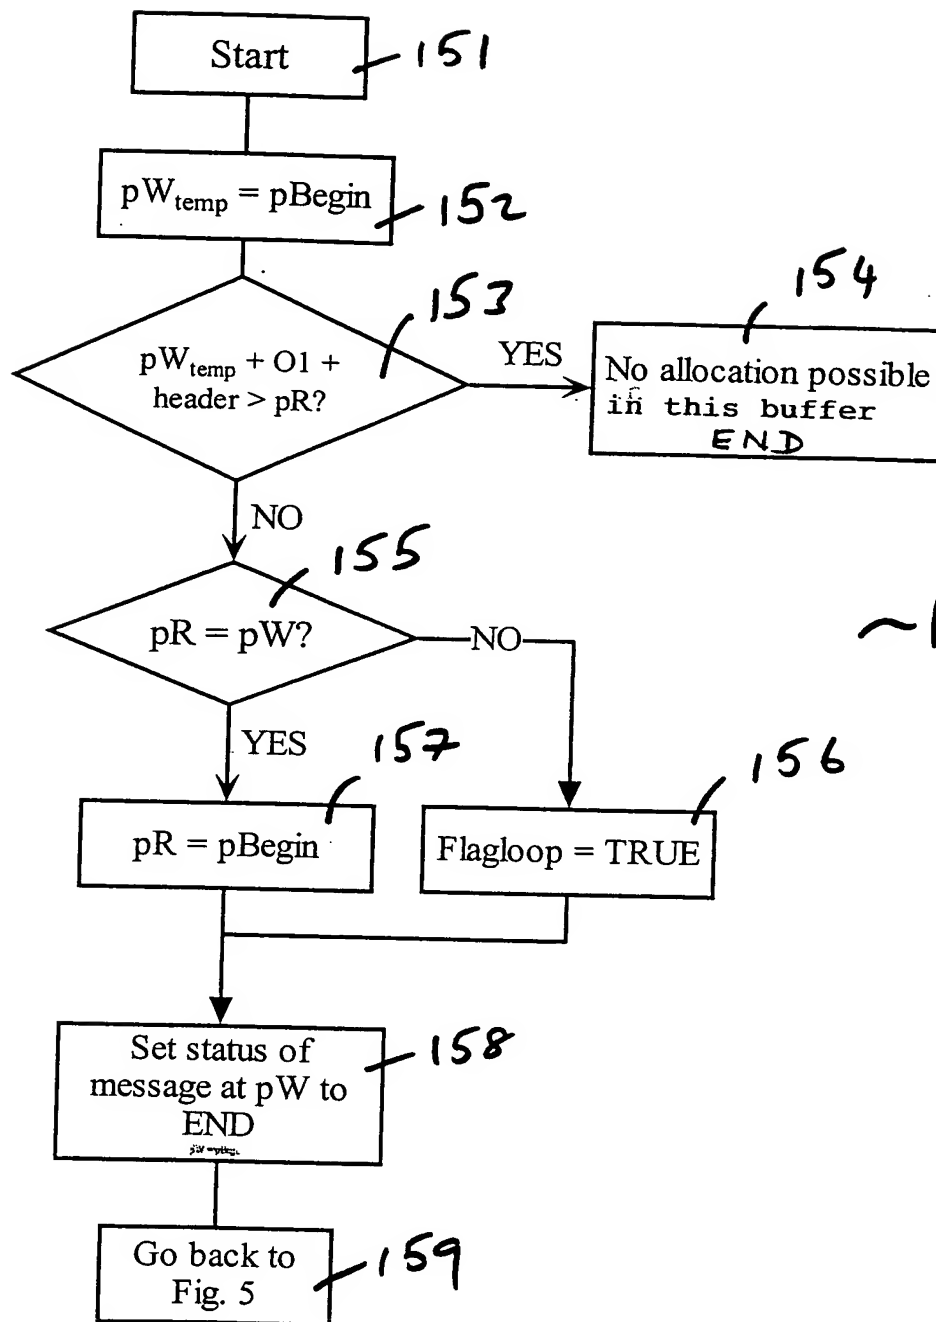 Start
151
pWtemp = pBegin
152
153
pWtemp + O1 +
header > pR?
YES
154
No allocation possible
in this buffer
END
NO
155
pR = pW?
NO
YES
157
pR = pBegin
156
Flagloop = TRUE
Set status of
message at pW to
END
158
Go back to
Fig. 5
159